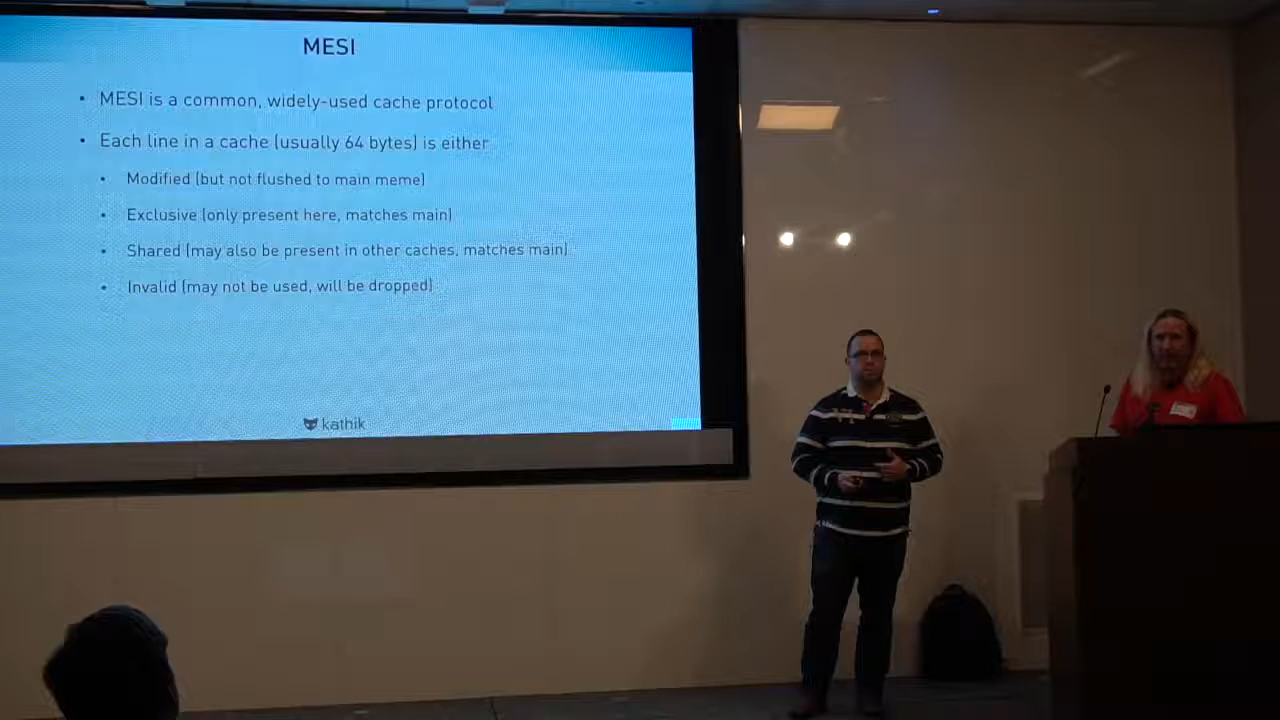 MESI
• MESI is a common, widely-used cache protocol
• Each line in a cache (usually 64 bytes) is either
• Modified (but not flushed to main meme)
• Exclusive (only present here, matches main)
• Shared (may also be present in other caches, matches main)
• Invalid (may not be used, will be dropped)
kathik